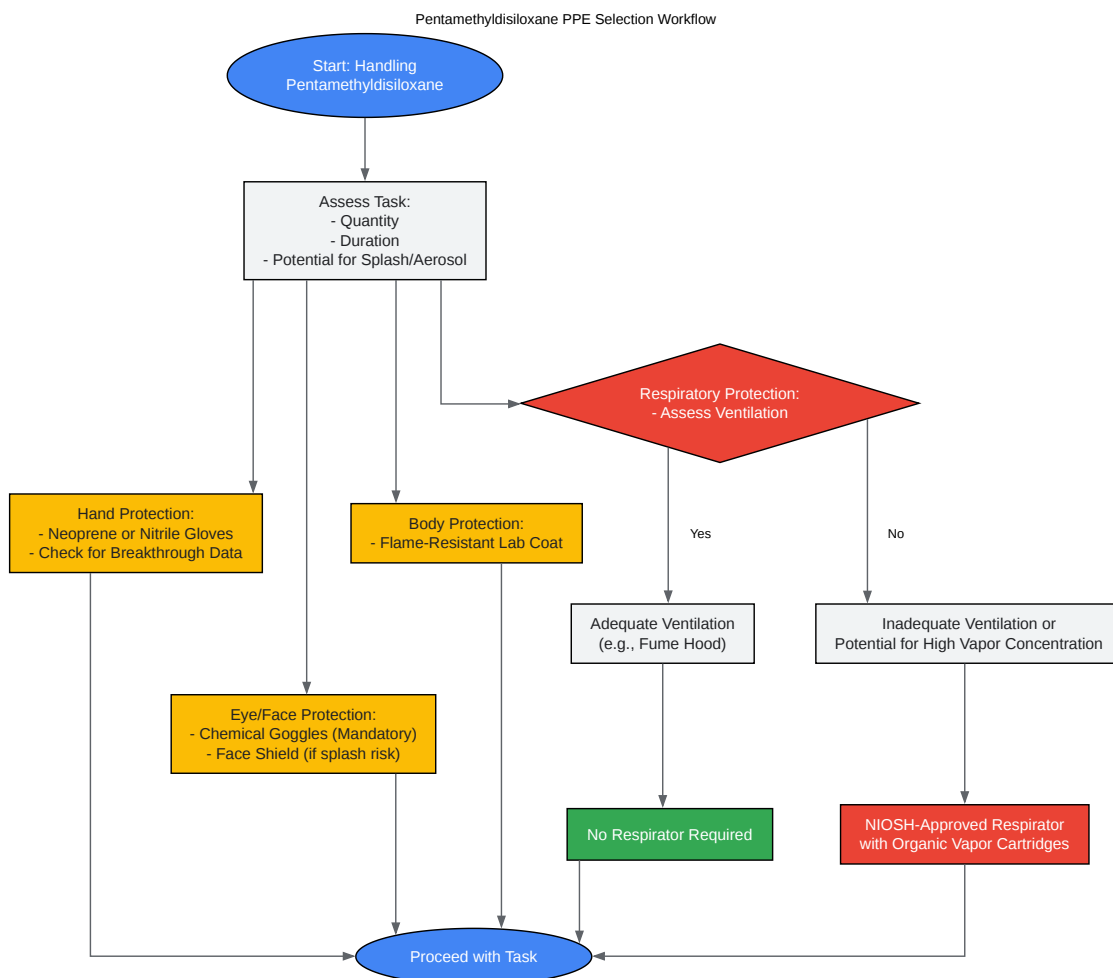 Pentamethyldisiloxane PPE Selection Workflow
Start: Handling
Pentamethyldisiloxane
Assess Task:
- Quantity
- Duration
- Potential for Splash/Aerosol
Respiratory Protection:
- Assess Ventilation
Hand Protection:
- Neoprene or Nitrile Gloves
- Check for Breakthrough Data
Body Protection:
- Flame-Resistant Lab Coat
Yes
No
Adequate Ventilation
(e.g., Fume Hood)
Inadequate Ventilation or
Potential for High Vapor Concentration
Eye/Face Protection:
- Chemical Goggles (Mandatory)
- Face Shield (if splash risk)
No Respirator Required
NIOSH-Approved Respirator
with Organic Vapor Cartridges
Proceed with Task